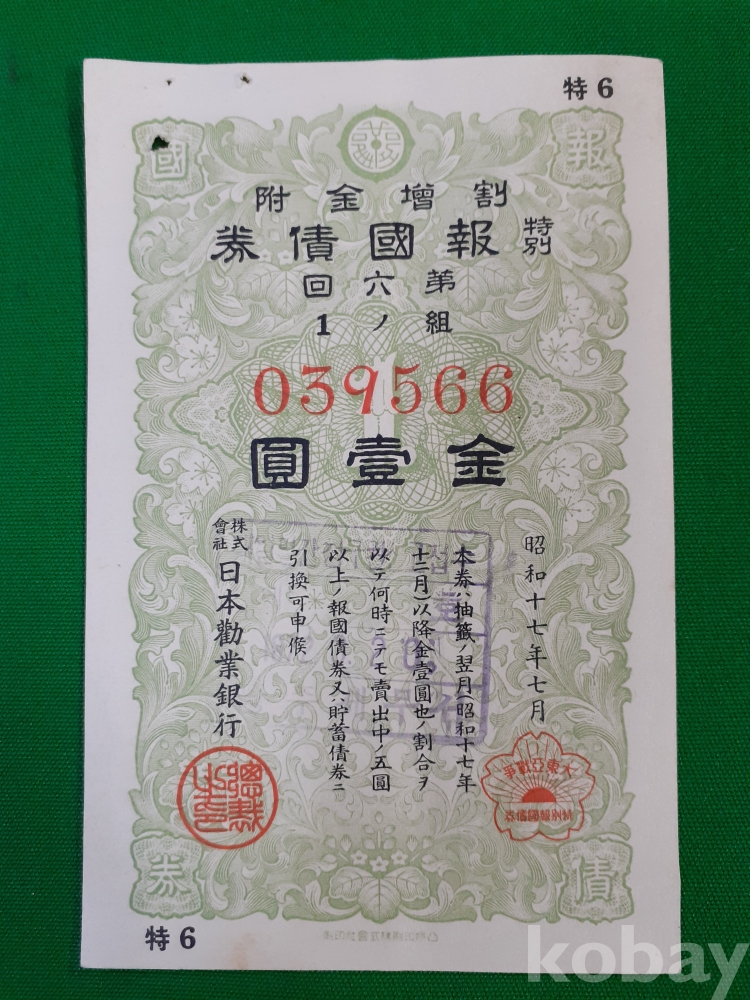 特6
報
國
割增金附
特別報國債券
第六回
組ノ1
039566
金壹圓
昭和十七年七月
本券ハ抽籤ノ翌月(昭和十七年
十二月)以降金壹圓也ノ割合ヲ
以テ何時ニテモ賣出中ノ五圓
以上ノ報國債券又ハ貯蓄債券ニ
引換可申候
株式會社日本勸業銀行
總裁之印
大東亞戰爭
特別報國債券
債
券
特6
kobay